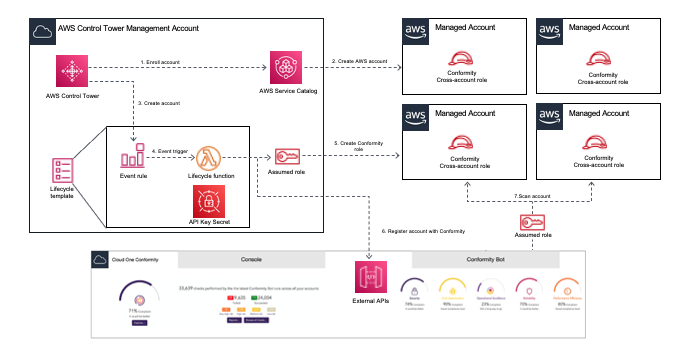 AWS Control Tower Management Account
aws
Managed Account
Conformity
Cross-account role
aws
Managed Account
Conformity
Cross-account role
1. Enroll account
2. Create AWS account
AWS Control Tower
AWS Service Catalog
3. Create account
aws
Managed Account
Conformity
Cross-account role
aws
Managed Account
Conformity
Cross-account role
4. Event trigger
5. Create Conformity
role
Event rule
Lifecycle function
Assumed role
Lifecycle
template
API Key Secret
7.Scan account
6. Register account with Conformity
Assumed role
Cloud One Conformity
Console
Conformity Bot
External APIs
71%